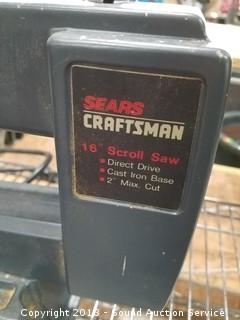 SEARS
CRAFTSMAN
16" Scroll Saw
Direct Drive
Cast Iron Base
2" Max. Cut
Copyright 2018 - Sound Auction Service